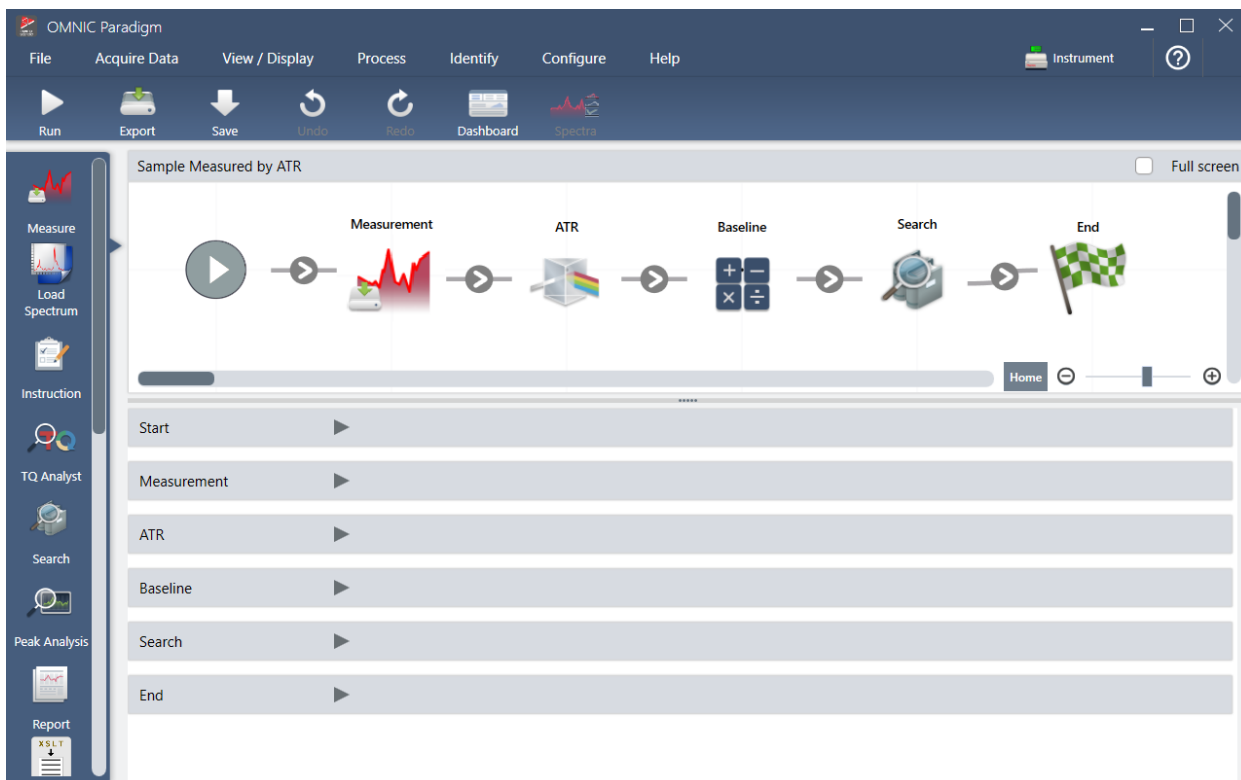 OMNIC Paradigm
File Acquire Data View / Display Process Identify Configure Help Instrument
Run Export Save Undo Redo Dashboard Spectra
Sample Measured by ATR Full screen
Measure
Load
Spectrum
Instruction
TQ Analyst
Search
Peak Analysis
Report
XSLT
Measurement ATR Baseline Search End
Home
Start
Measurement
ATR
Baseline
Search
End